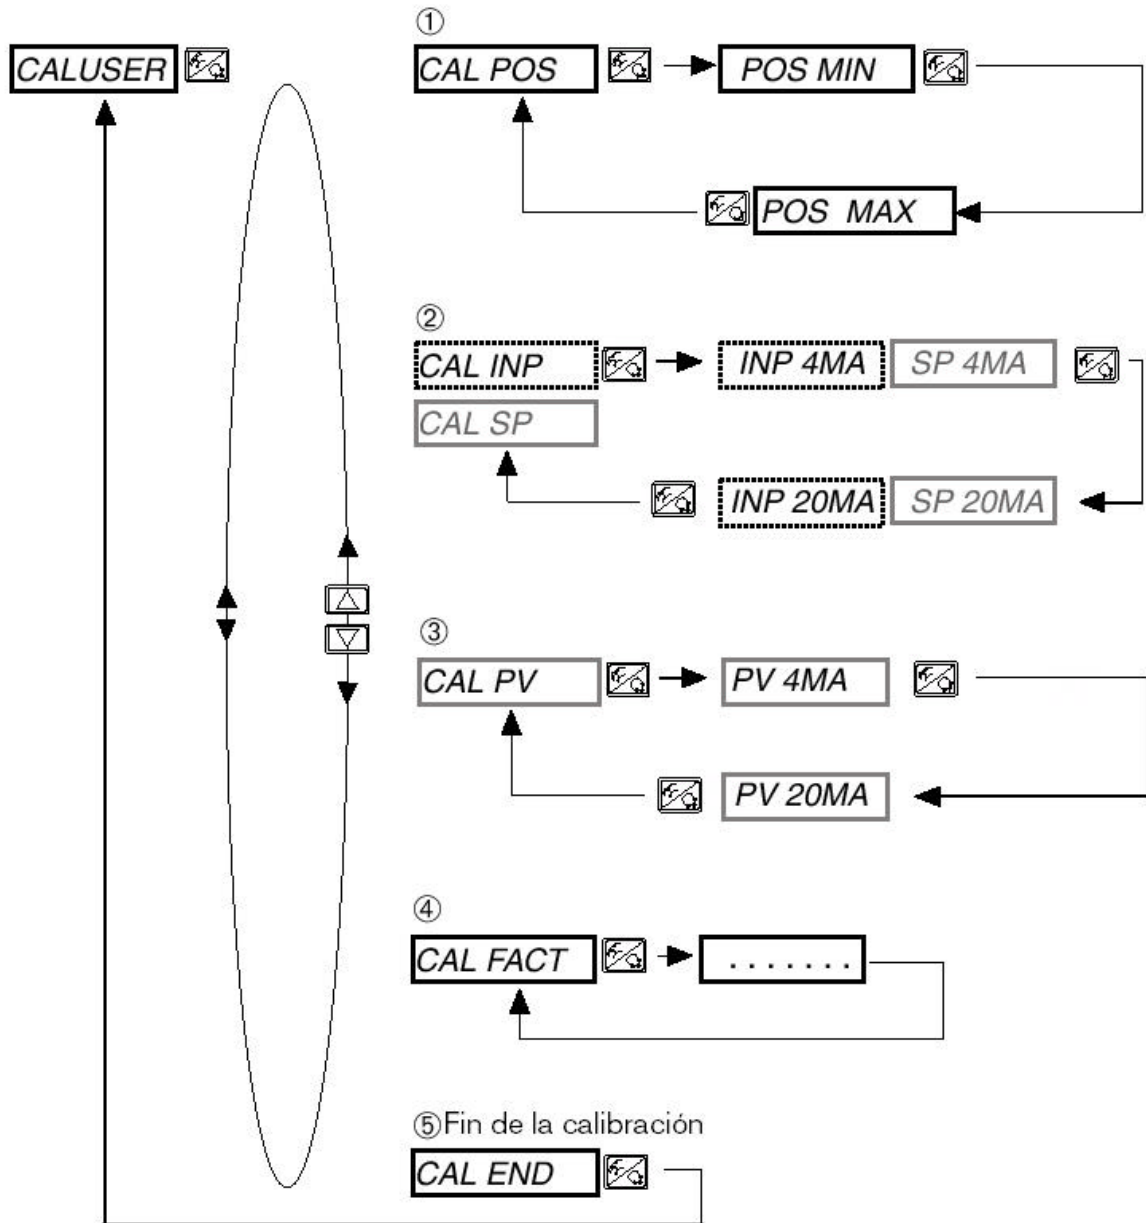 ①
CALUSER
CAL POS POS MIN
POS MAX
②
CAL INP INP 4MA SP 4MA
CAL SP
INP 20MA SP 20MA
③
CAL PV PV 4MA
PV 20MA
④
CAL FACT . . . . . . .
⑤Fin de la calibración
CAL END